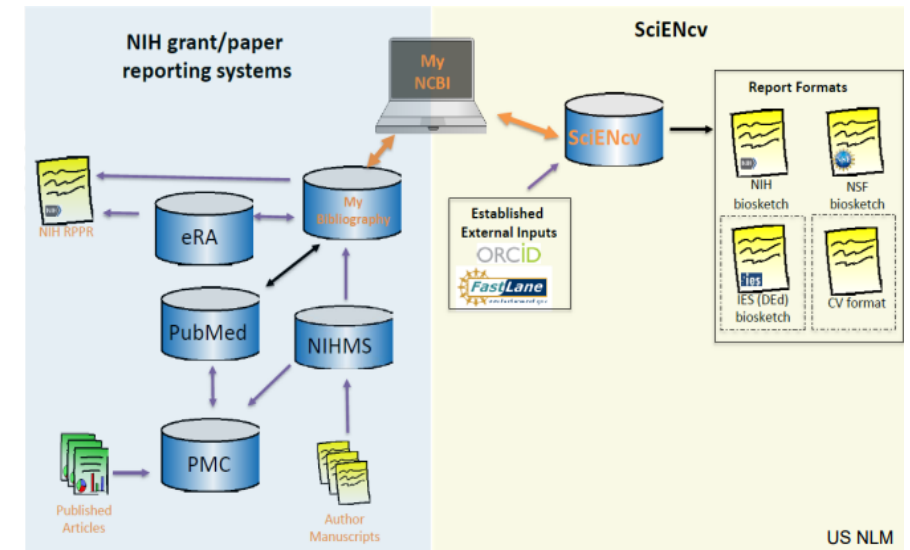 NIH grant/paper
reporting systems
SciENcv
My
NCBI
Report Formats
SciENcv
NIH
biosketch
NSF
biosketch
My
Bibliography
NIH RPPR
eRA
Established
External Inputs
ORCiD
FastLane
ies
IES (DEd)
biosketch
CV format
PubMed
NIHMS
PMC
Published
Articles
Author
Manuscripts
US NLM